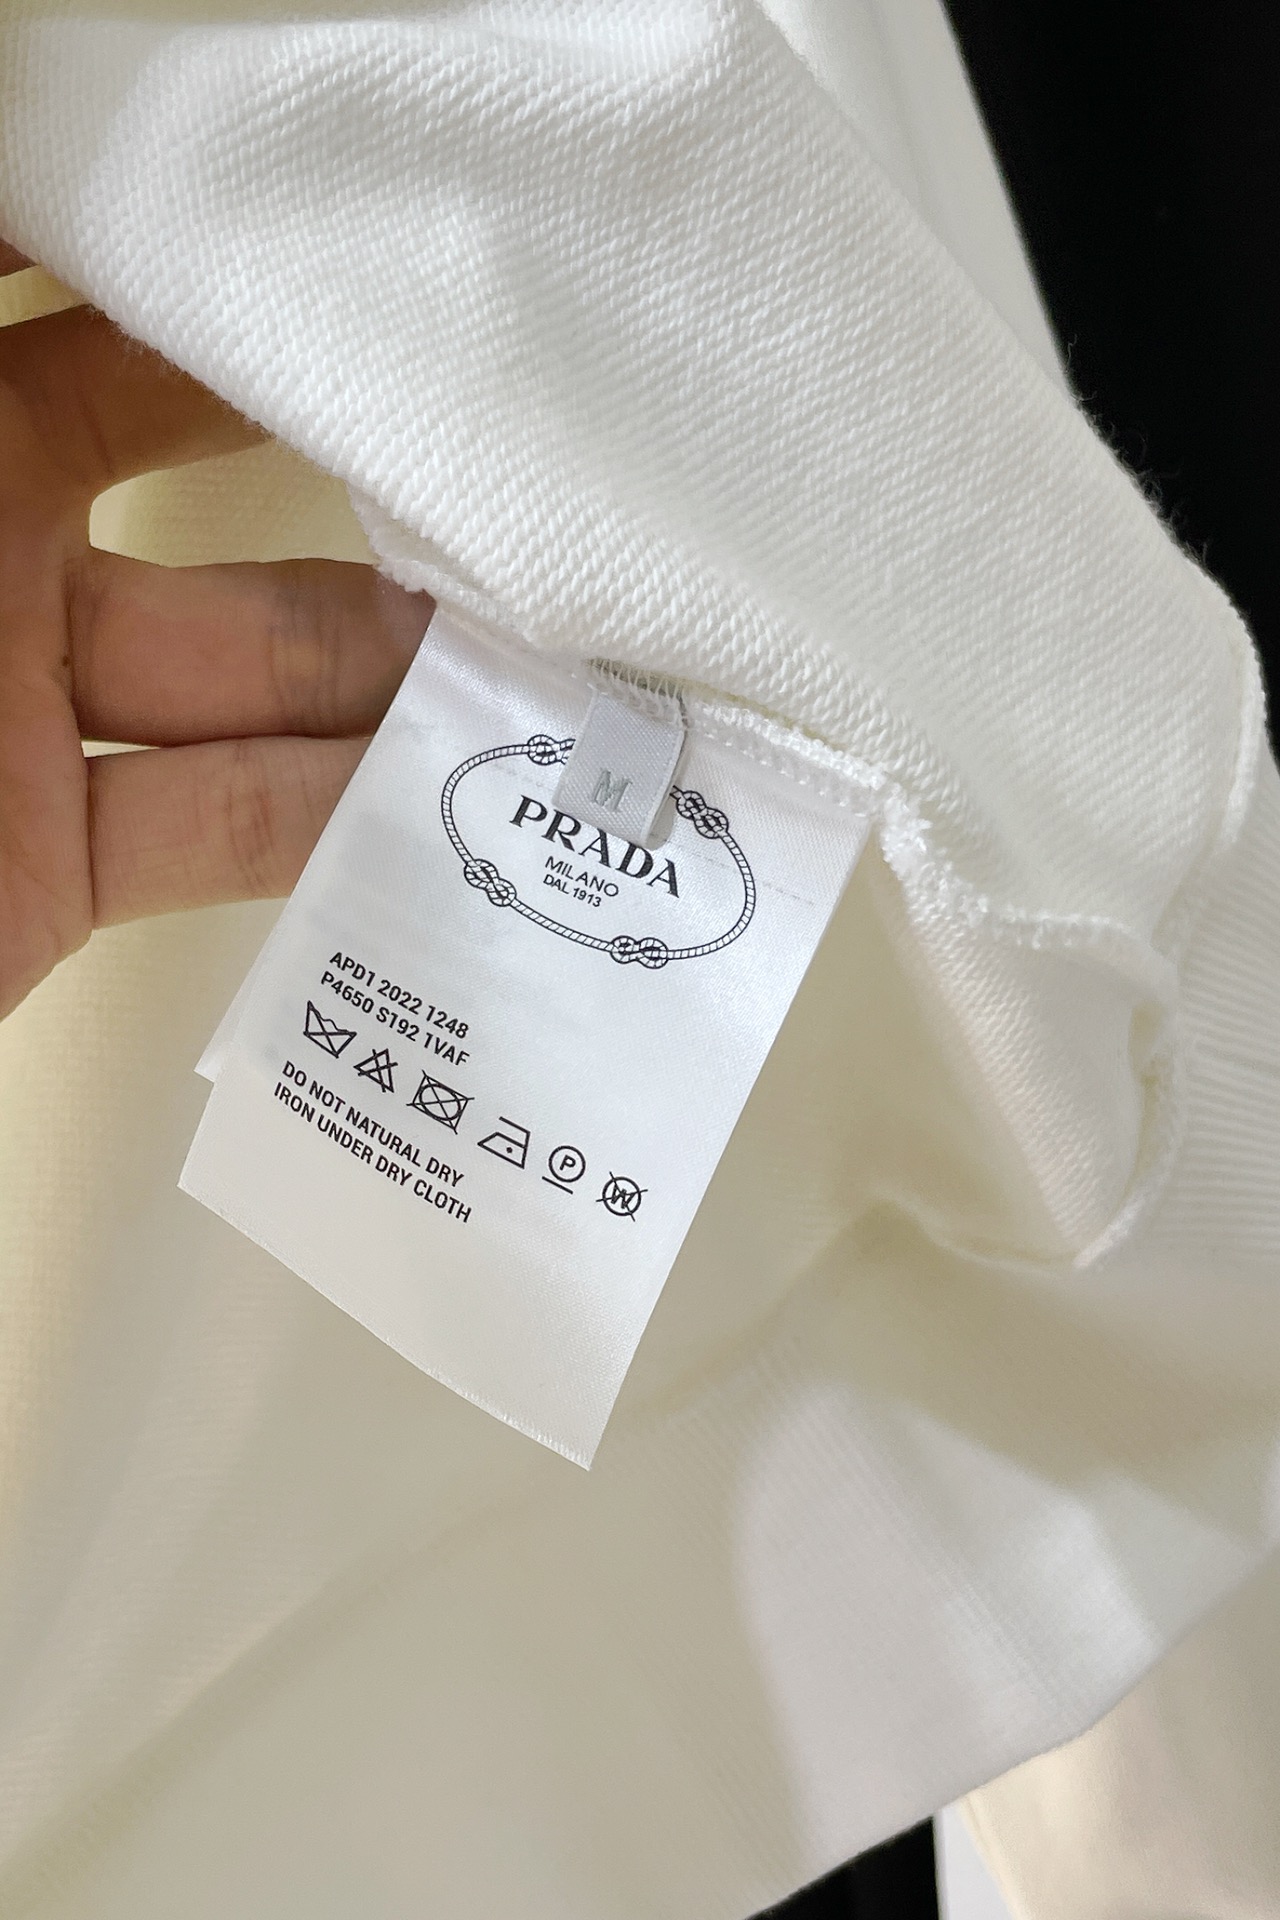 M
PRADA
MILANO
DAL 1913
APD1 2022 1248
P4650 S192 1VAF
P
W
DO NOT NATURAL DRY
IRON UNDER DRY CLOTH